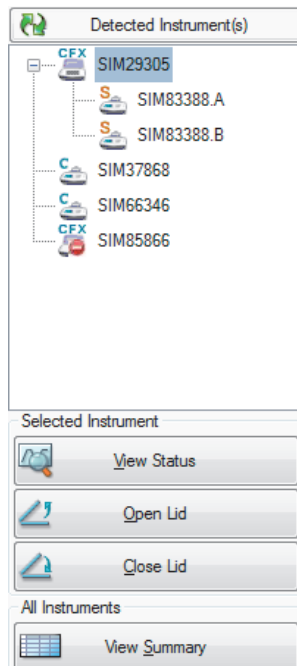 Detected Instrument(s)
CFX
SIM29305
S
SIM83388.A
S
SIM83388.B
C
SIM37868
C
SIM66346
CFX
SIM85866
Selected Instrument
View Status
Open Lid
Close Lid
All Instruments
View Summary